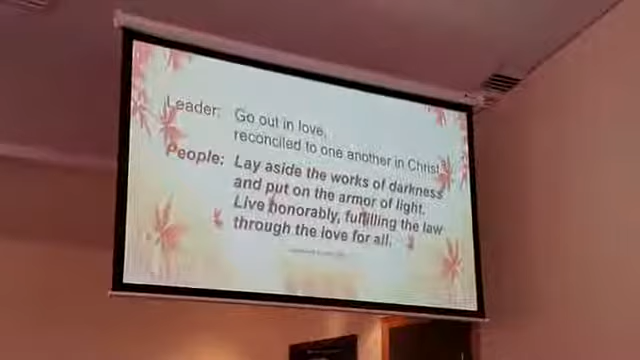 Leader: Go out in love,
reconciled to one another in Christ.
People: Lay aside the works of darkness
and put on the armor of light.
Live honorably, fulfilling the law
through the love for all.